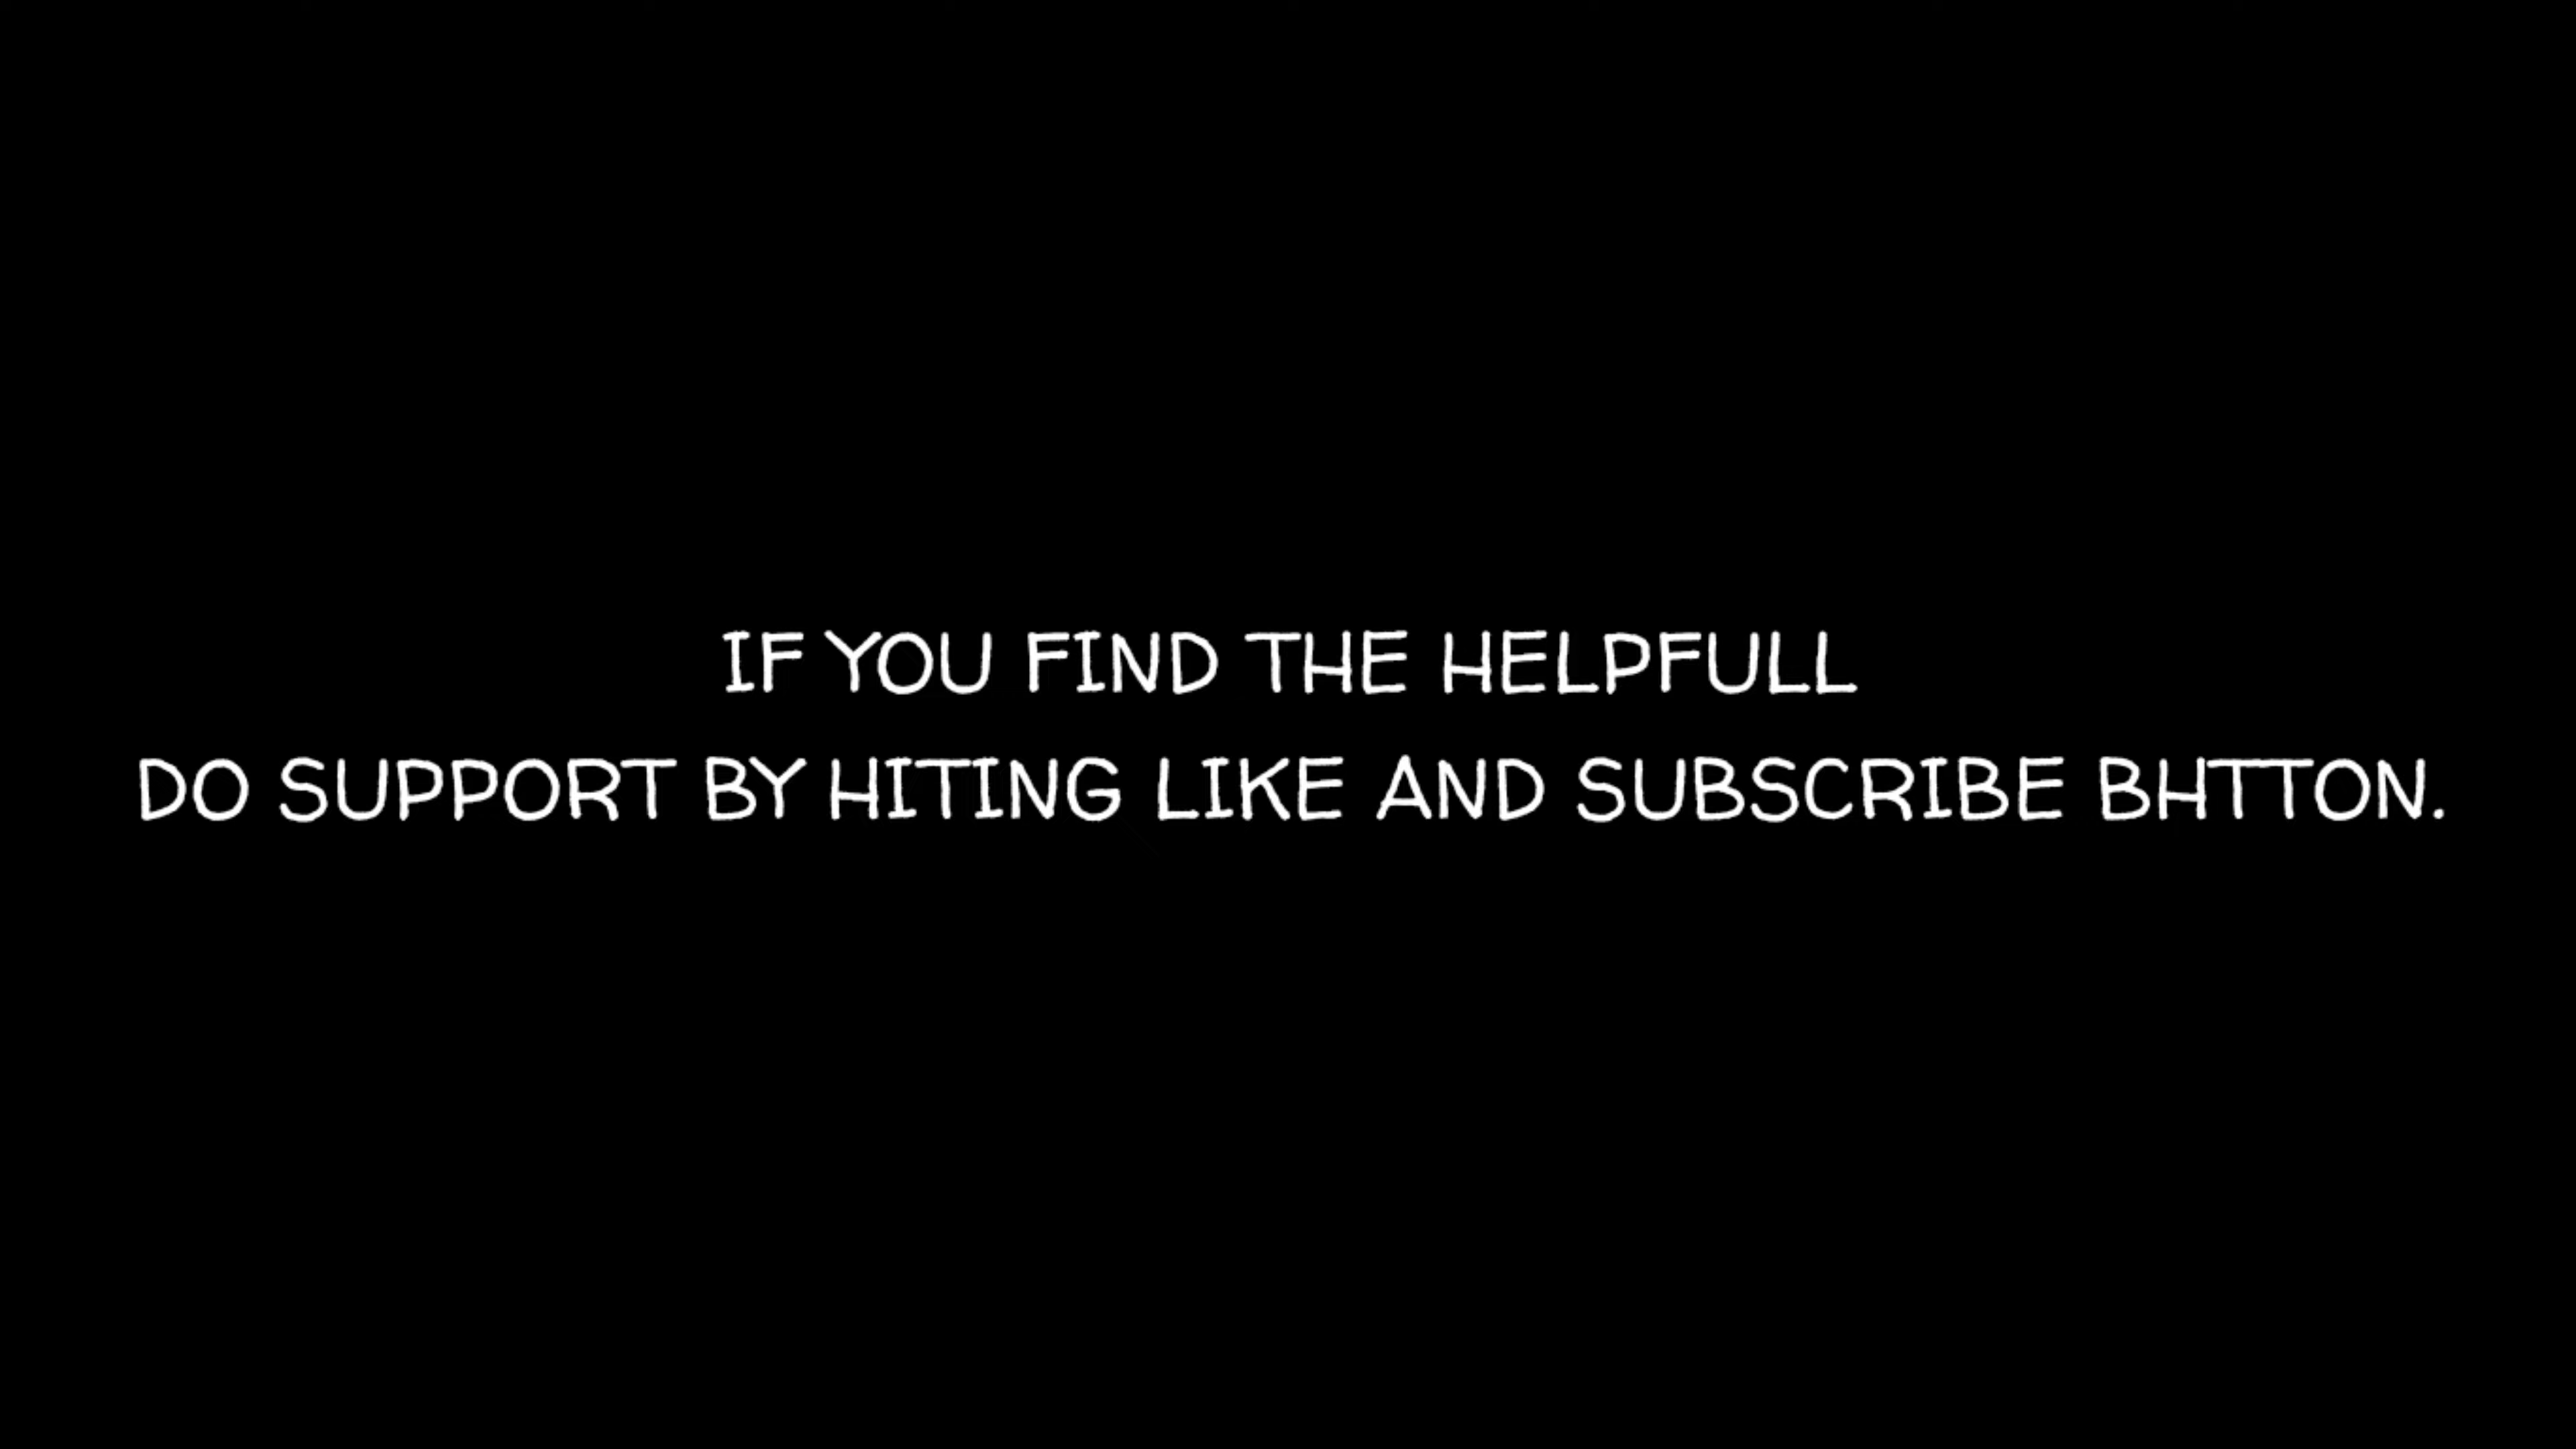 IF YOU FIND THE HELPFULL
DO SUPPORT BY HITING LIKE AND SUBSCRIBE BHTTON.